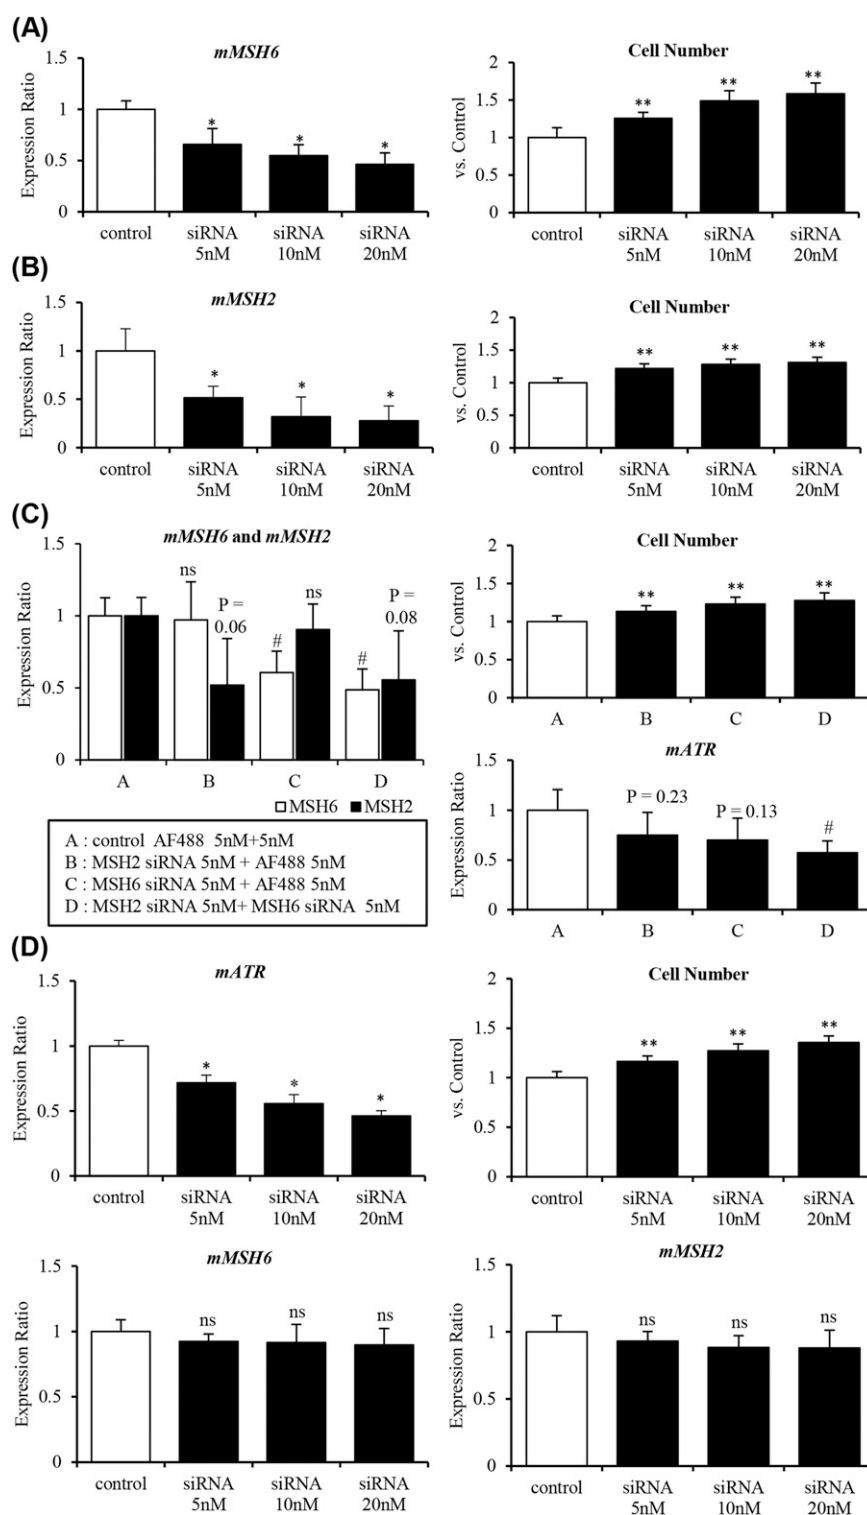 (A)
mMSH6
Expression Ratio
1.5
1
0.5
0
*
*
*
control
siRNA 5nM
siRNA 10nM
siRNA 20nM
Cell Number
vs. Control
2
1.5
1
0.5
0
**
**
**
control
siRNA 5nM
siRNA 10nM
siRNA 20nM
(B)
mMSH2
Expression Ratio
1.5
1
0.5
0
*
*
*
control
siRNA 5nM
siRNA 10nM
siRNA 20nM
Cell Number
vs. Control
2
1.5
1
0.5
0
**
**
**
control
siRNA 5nM
siRNA 10nM
siRNA 20nM
(C)
mMSH6 and mMSH2
Expression Ratio
1.5
1
0.5
0
ns
P =
0.06
#
ns
#
P =
0.08
A
B
C
D
MSH6 MSH2
A : control AF488 5nM+5nM
B : MSH2 siRNA 5nM + AF488 5nM
C : MSH6 siRNA 5nM + AF488 5nM
D : MSH2 siRNA 5nM+ MSH6 siRNA 5nM
Cell Number
vs. Control
2
1.5
1
0.5
0
**
**
**
A
B
C
D
mATR
Expression Ratio
1.5
1
0.5
0
P = 0.23
P = 0.13
#
A
B
C
D
(D)
mATR
Expression Ratio
1.5
1
0.5
0
*
*
*
control
siRNA 5nM
siRNA 10nM
siRNA 20nM
Cell Number
vs. Control
2
1.5
1
0.5
0
**
**
**
control
siRNA 5nM
siRNA 10nM
siRNA 20nM
mMSH6
Expression Ratio
1.5
1
0.5
0
ns
ns
ns
control
siRNA 5nM
siRNA 10nM
siRNA 20nM
mMSH2
Expression Ratio
1.5
1
0.5
0
ns
ns
ns
control
siRNA 5nM
siRNA 10nM
siRNA 20nM